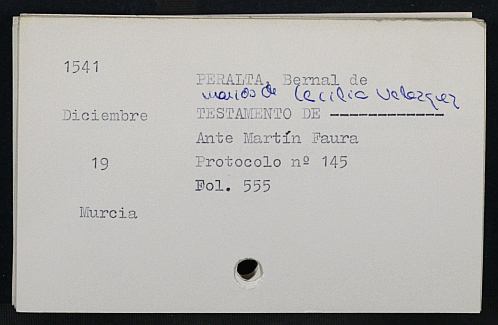 1541
PERALTA, Bernal de
marido de Cecilia Velazquez
Diciembre
TESTAMENTO DE ------------
Ante Martín Faura
19
Protocolo nº 145
Fol. 555
Murcia